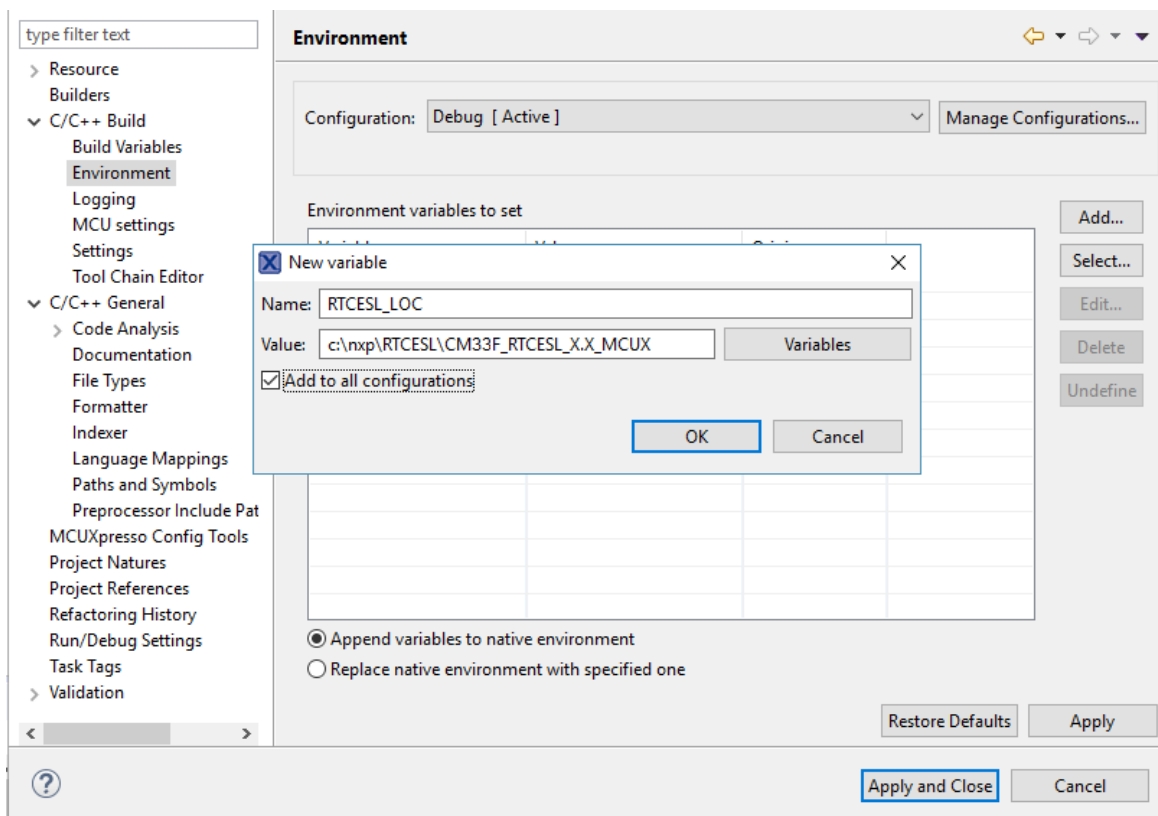 type filter text
Resource
Builders
C/C++ Build
Build Variables
Environment
Logging
MCU settings
Settings
Tool Chain Editor
C/C++ General
Code Analysis
Documentation
File Types
Formatter
Indexer
Language Mappings
Paths and Symbols
Preprocessor Include Pat
MCUXpresso Config Tools
Project Natures
Project References
Refactoring History
Run/Debug Settings
Task Tags
Validation
Environment
Configuration: Debug [ Active ] Manage Configurations...
Environment variables to set
Add...
Select...
Edit...
Delete
Undefine
New variable
Name: RTCESL_LOC
Value: c:\nxp\RTCESL\CM33F_RTCESL_X.X_MCUX Variables
Add to all configurations
OK Cancel
Append variables to native environment
Replace native environment with specified one
Restore Defaults Apply
Apply and Close Cancel